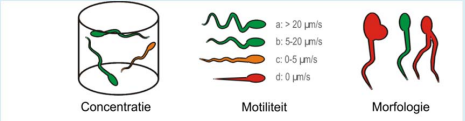 a: > 20 µm/s
b: 5-20 µm/s
c: 0-5 µm/s
d: 0 µm/s
Concentratie Motiliteit Morfologie